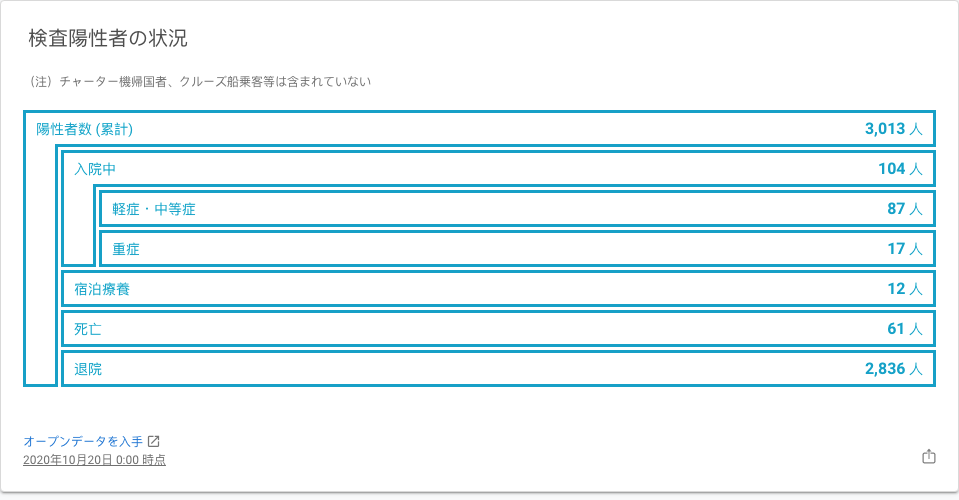 検査陽性者の状況
（注）チャーター機帰国者、クルーズ船乗客等は含まれていない
陽性者数 (累計) 3,013 人
入院中 104 人
軽症・中等症 87 人
重症 17 人
宿泊療養 12 人
死亡 61 人
退院 2,836 人
オープンデータを入手
2020年10月20日 0:00 時点